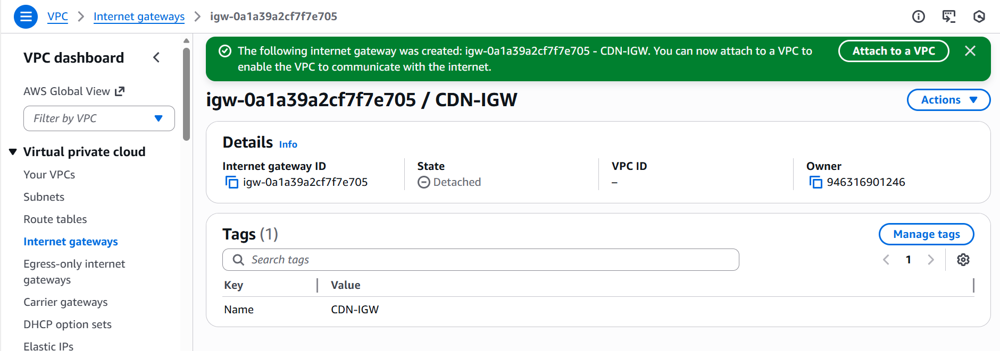 VPC > Internet gateways > igw-0a1a39a2cf7f7e705
VPC dashboard
AWS Global View
Filter by VPC
Virtual private cloud
Your VPCs
Subnets
Route tables
Internet gateways
Egress-only internet
gateways
Carrier gateways
DHCP option sets
Elastic IPs
The following internet gateway was created: igw-0a1a39a2cf7f7e705 - CDN-IGW. You can now attach to a VPC to
enable the VPC to communicate with the internet.
Attach to a VPC
igw-0a1a39a2cf7f7e705 / CDN-IGW
Actions
Details Info
Internet gateway ID
igw-0a1a39a2cf7f7e705
State
Detached
VPC ID
–
Owner
946316901246
Tags (1)
Manage tags
Search tags
1
Key Value
Name CDN-IGW